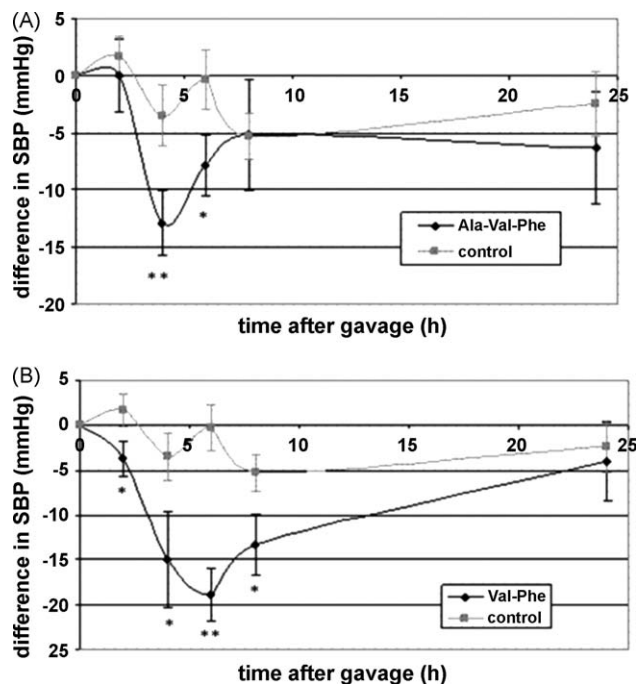 (A)
difference in SBP (mmHg)
5
0
-5
-10
-15
-20
0 5 10 15 20 25
*
* *
Ala-Val-Phe
control
time after gavage (h)
(B)
difference in SBP (mmHg)
5
0
-5
-10
-15
-20
25
0 5 10 15 20 25
*
*
* *
*
Val-Phe
control
time after gavage (h)